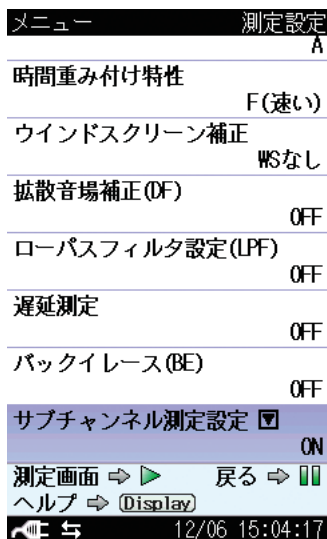 メニュー 測定設定
A
時間重み付け特性
F(速い)
ウインドスクリーン補正
WSなし
拡散音場補正(DF)
OFF
ローパスフィルタ設定(LPF)
OFF
遅延測定
OFF
バックイレース(BE)
OFF
サブチャンネル測定設定 ▼
ON
測定画面 ⇨ ▷ 戻る ⇨ ▯▯
ヘルプ ⇨ Display
12/06 15:04:17